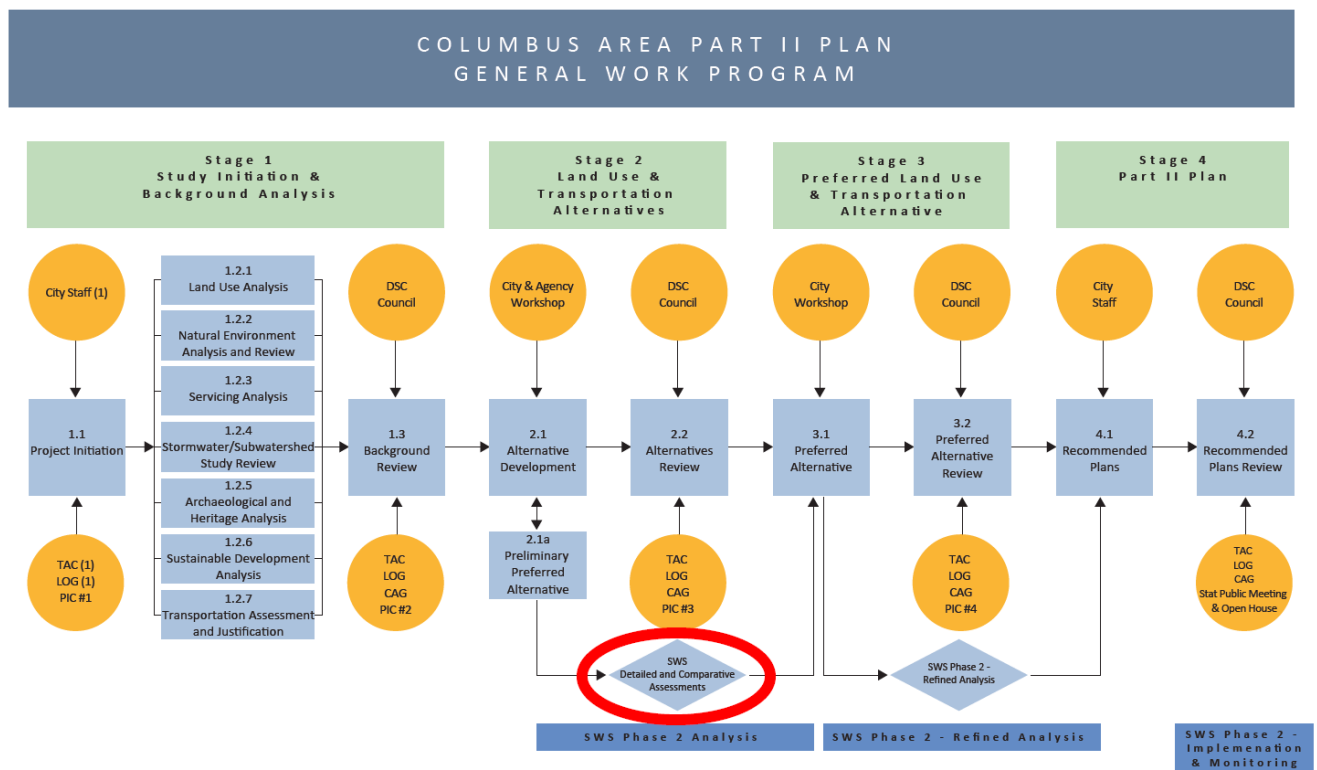 COLUMBUS AREA PART II PLAN
GENERAL WORK PROGRAM
Stage 1
Study Initiation &
Background Analysis
Stage 2
Land Use &
Transportation
Alternatives
Stage 3
Preferred Land Use
& Transportation
Alternative
Stage 4
Part II Plan
City Staff (1)
1.2.1
Land Use Analysis
1.2.2
Natural Environment
Analysis and Review
1.2.3
Servicing Analysis
1.2.4
Stormwater/Subwatershed
Study Review
1.2.5
Archaeological and
Heritage Analysis
1.2.6
Sustainable Development
Analysis
1.2.7
Transportation Assessment
and Justification
DSC
Council
City & Agency
Workshop
DSC
Council
City
Workshop
DSC
Council
City
Staff
DSC
Council
1.1
Project Initiation
1.3
Background
Review
2.1
Alternative
Development
2.2
Alternatives
Review
3.1
Preferred
Alternative
3.2
Preferred
Alternative
Review
4.1
Recommended
Plans
4.2
Recommended
Plans Review
TAC (1)
LOG (1)
PIC #1
TAC
LOG
CAG
PIC #2
2.1a
Preliminary
Preferred
Alternative
TAC
LOG
CAG
PIC #3
TAC
LOG
CAG
PIC #4
TAC
LOG
CAG
Stat Public Meeting
& Open House
SWS
Detailed and Comparative
Assessments
SWS Phase 2 -
Refined Analysis
SWS Phase 2 Analysis
SWS Phase 2 - Refined Analysis
SWS Phase 2 -
Implemenation
& Monitoring